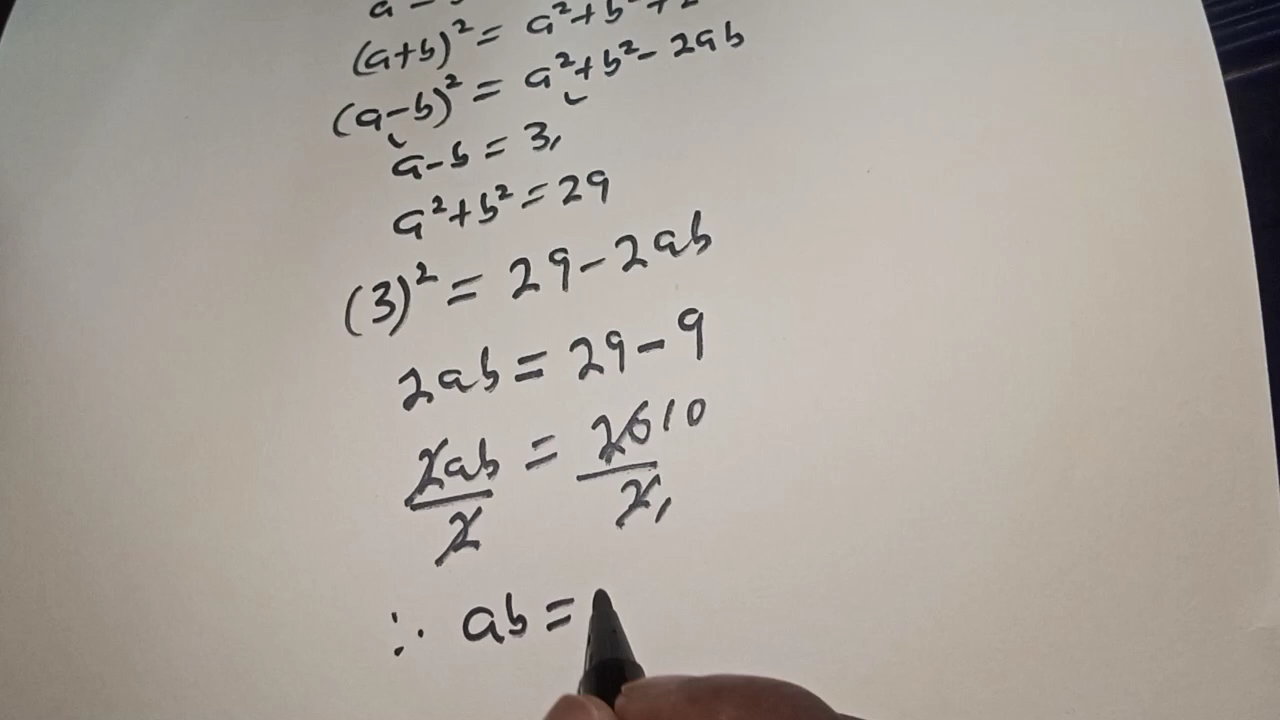 a -
(a+b)² = a²+b²+2
(a-b)² = a²+b²-2ab
a-b = 3,
a²+b² = 29
(3)² = 29-2ab
2ab = 29-9
2ab/2 = 20/2 10
∴ ab =